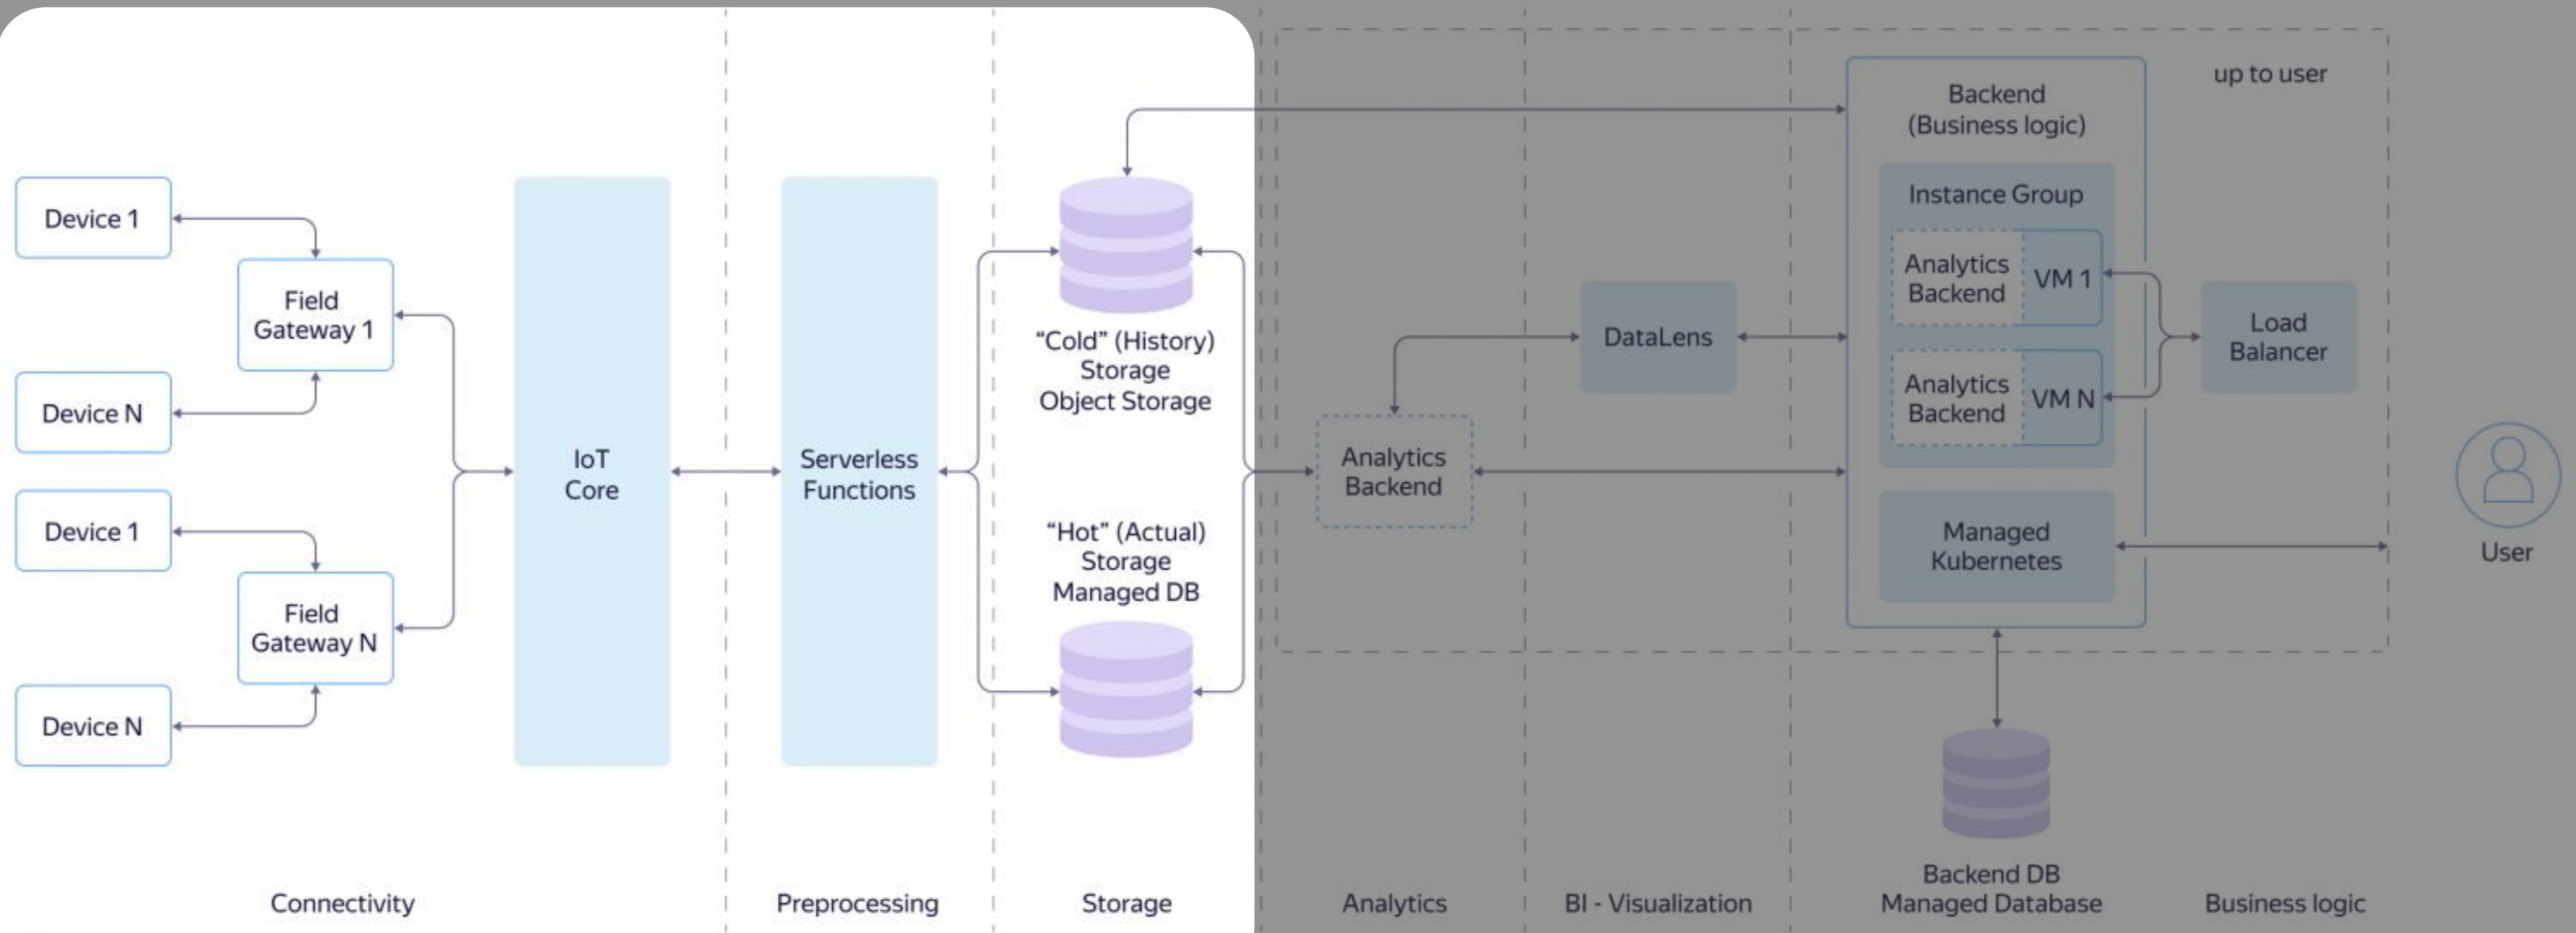 up to user
Backend
(Business logic)
Instance Group
Device 1
Field
Gateway 1
Device N
Device 1
Field
Gateway N
Device N
IoT
Core
Serverless
Functions
“Cold” (History)
Storage
Object Storage
“Hot” (Actual)
Storage
Managed DB
Analytics
Backend
DataLens
Analytics
Backend
VM 1
Analytics
Backend
VM N
Load
Balancer
Managed
Kubernetes
User
Backend DB
Managed Database
Connectivity
Preprocessing
Storage
Analytics
BI - Visualization
Business logic